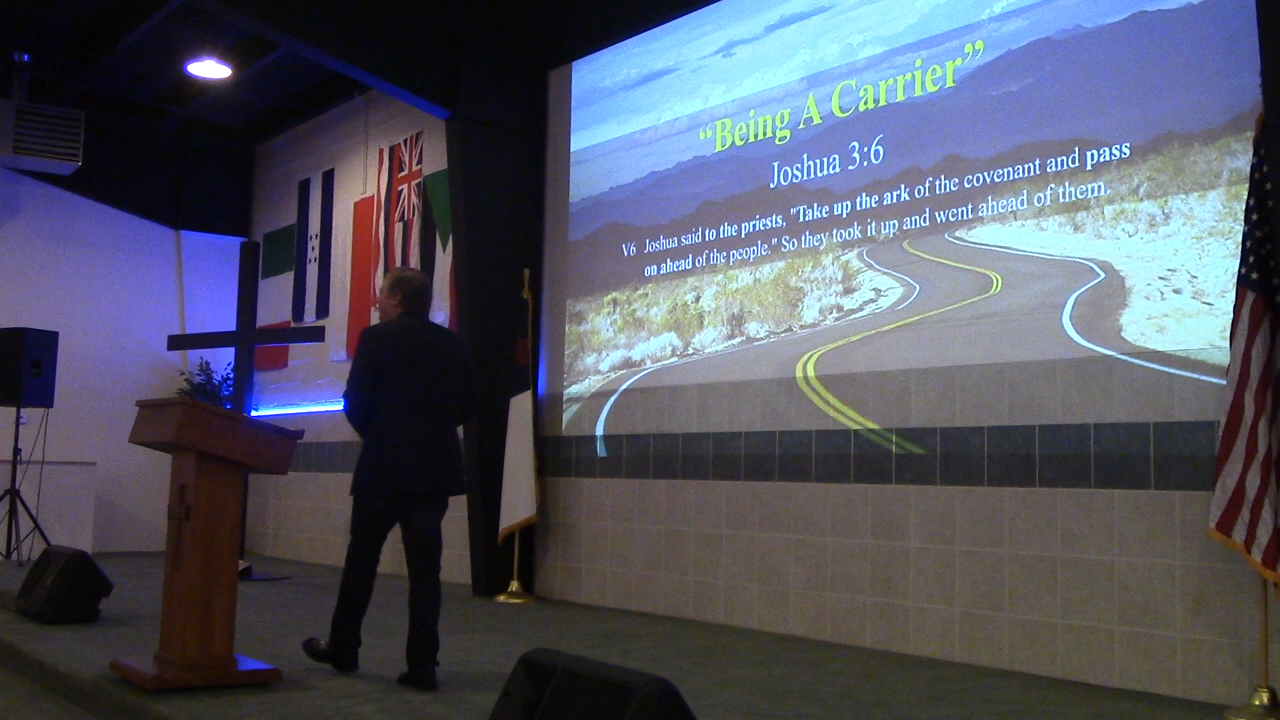 “Being A Carrier”
Joshua 3:6
V6 Joshua said to the priests, "Take up the ark of the covenant and pass
on ahead of the people." So they took it up and went ahead of them.